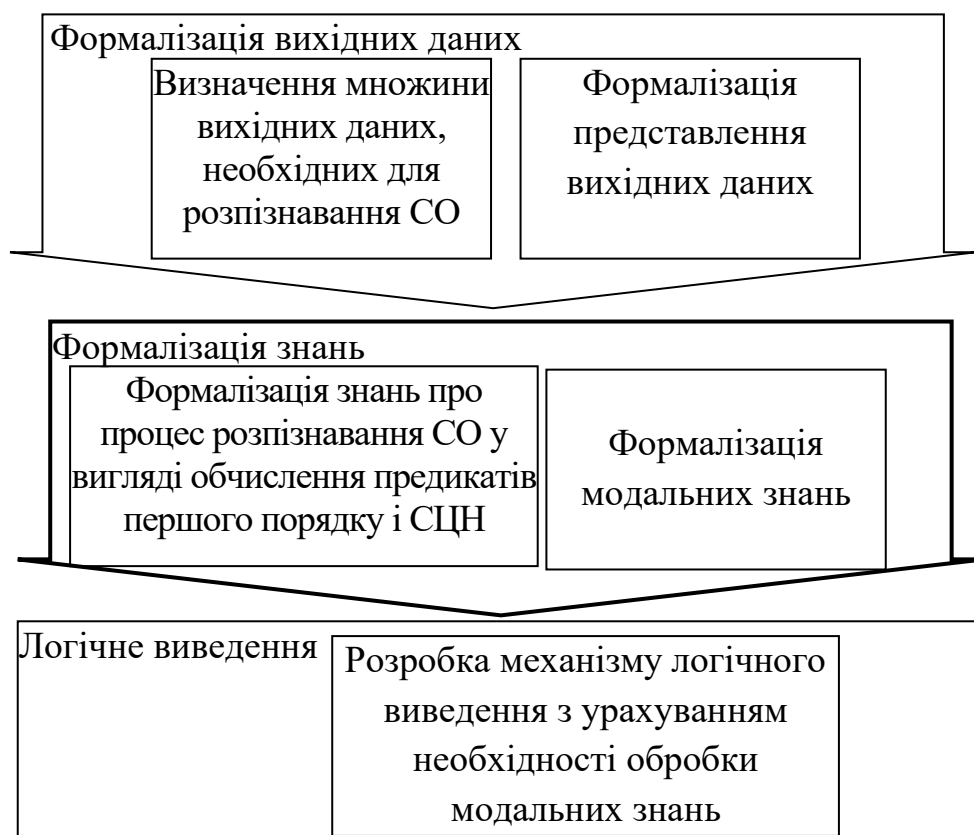 Формалізація вихідних даних
Визначення множини
вихідних даних,
необхідних для
розпізнавання СО
Формалізація
представлення
вихідних даних
Формалізація знань
Формалізація знань про
процес розпізнавання СО у
вигляді обчислення предикатів
першого порядку і СЦН
Формалізація
модальних знань
Логічне виведення
Розробка механізму логічного
виведення з урахуванням
необхідності обробки
модальних знань